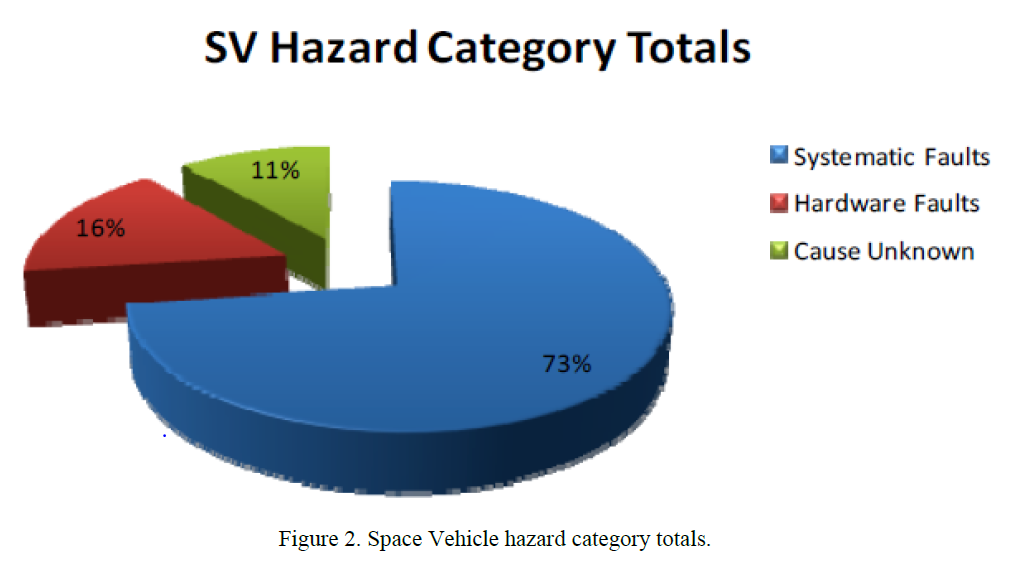 SV Hazard Category Totals
11%
16%
73%
Systematic Faults
Hardware Faults
Cause Unknown
Figure 2. Space Vehicle hazard category totals.